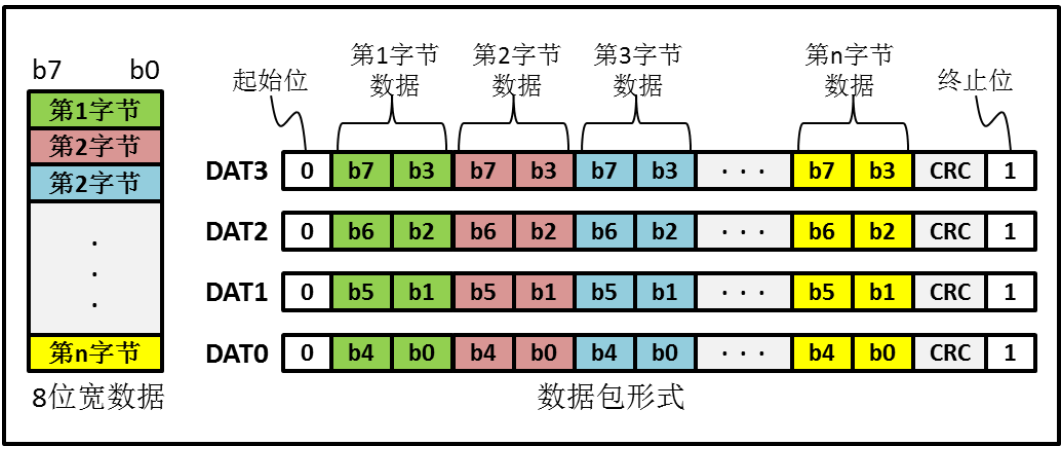 b7 b0
第1字节
第2字节
第2字节
.
.
.
第n字节
8位宽数据
起始位
第1字节
数据
第2字节
数据
第3字节
数据
第n字节
数据
终止位
DAT3 0 b7 b3 b7 b3 b7 b3 · · · b7 b3 CRC 1
DAT2 0 b6 b2 b6 b2 b6 b2 · · · b6 b2 CRC 1
DAT1 0 b5 b1 b5 b1 b5 b1 · · · b5 b1 CRC 1
DAT0 0 b4 b0 b4 b0 b4 b0 · · · b4 b0 CRC 1
数据包形式